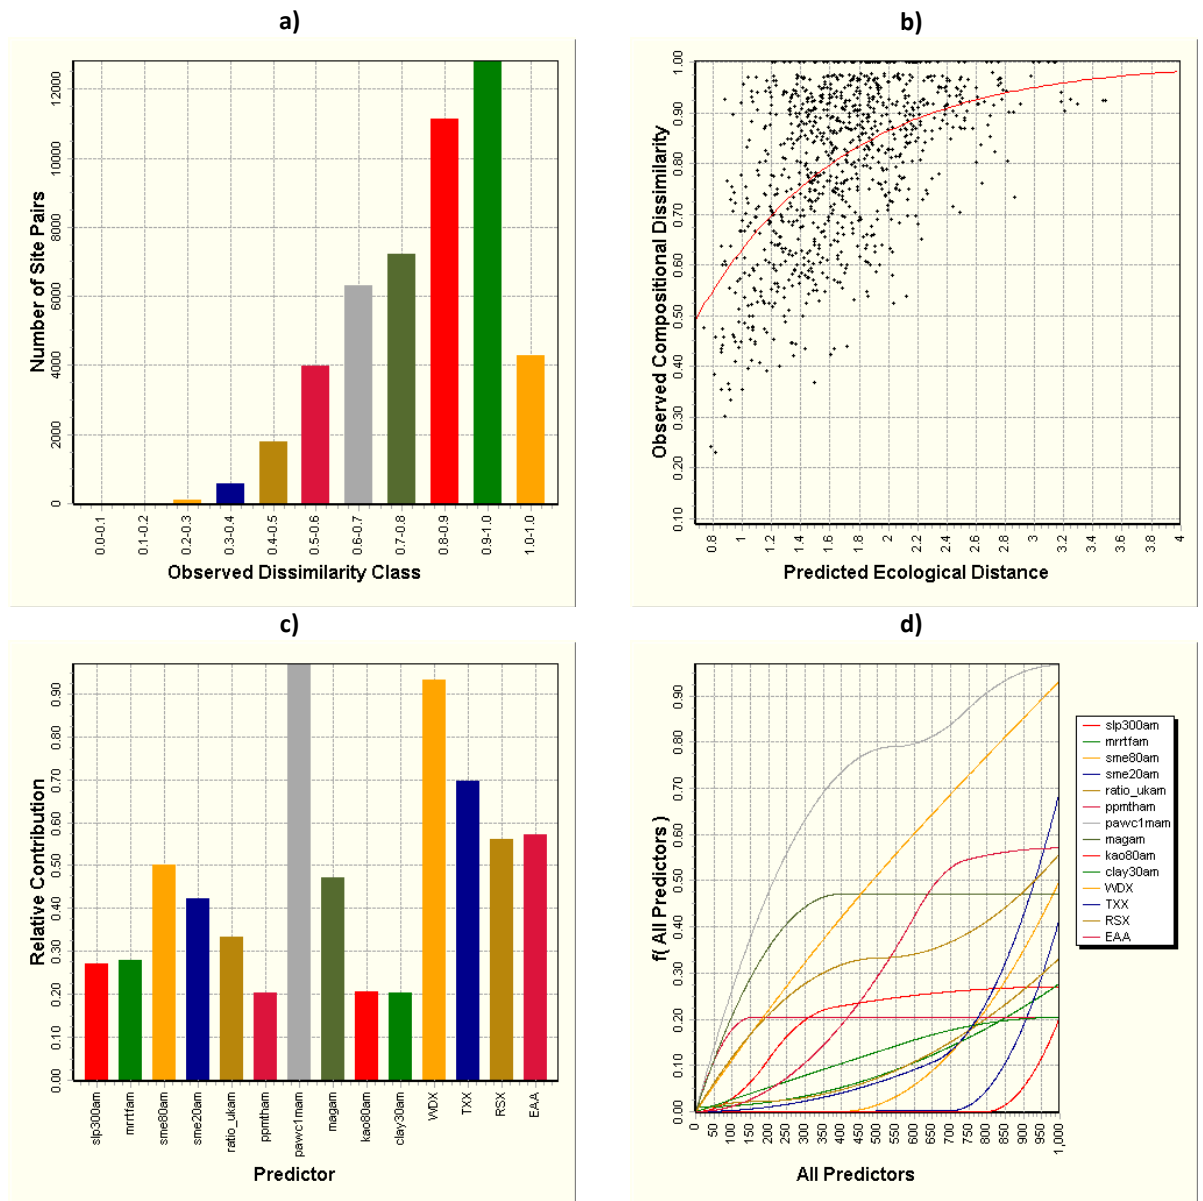 a)
Number of Site Pairs
12000
10000
8000
6000
4000
2000
0
0.0-0.1
0.1-0.2
0.2-0.3
0.3-0.4
0.4-0.5
0.5-0.6
0.6-0.7
0.7-0.8
0.8-0.9
0.9-1.0
1.0-1.0
Observed Dissimilarity Class
b)
Observed Compositional Dissimilarity
1.00
0.90
0.80
0.70
0.60
0.50
0.40
0.30
0.20
0.10
0.8 1 1.2 1.4 1.6 1.8 2 2.2 2.4 2.6 2.8 3 3.2 3.4 3.6 3.8 4
Predicted Ecological Distance
c)
Relative Contribution
0.90
0.80
0.70
0.60
0.50
0.40
0.30
0.20
0.10
0.00
slp300am
mrrtfam
sme80am
sme20am
ratio_ukam
ppmtham
pawc1mam
magam
kao80am
clay30am
WDX
TXX
RSX
EAA
Predictor
d)
f( All Predictors )
0.90
0.80
0.70
0.60
0.50
0.40
0.30
0.20
0.10
0.00
0 50 100 150 200 250 300 350 400 450 500 550 600 650 700 750 800 850 900 950 1,000
All Predictors
slp300am
mrrtfam
sme80am
sme20am
ratio_ukam
ppmtham
pawc1mam
magam
kao80am
clay30am
WDX
TXX
RSX
EAA